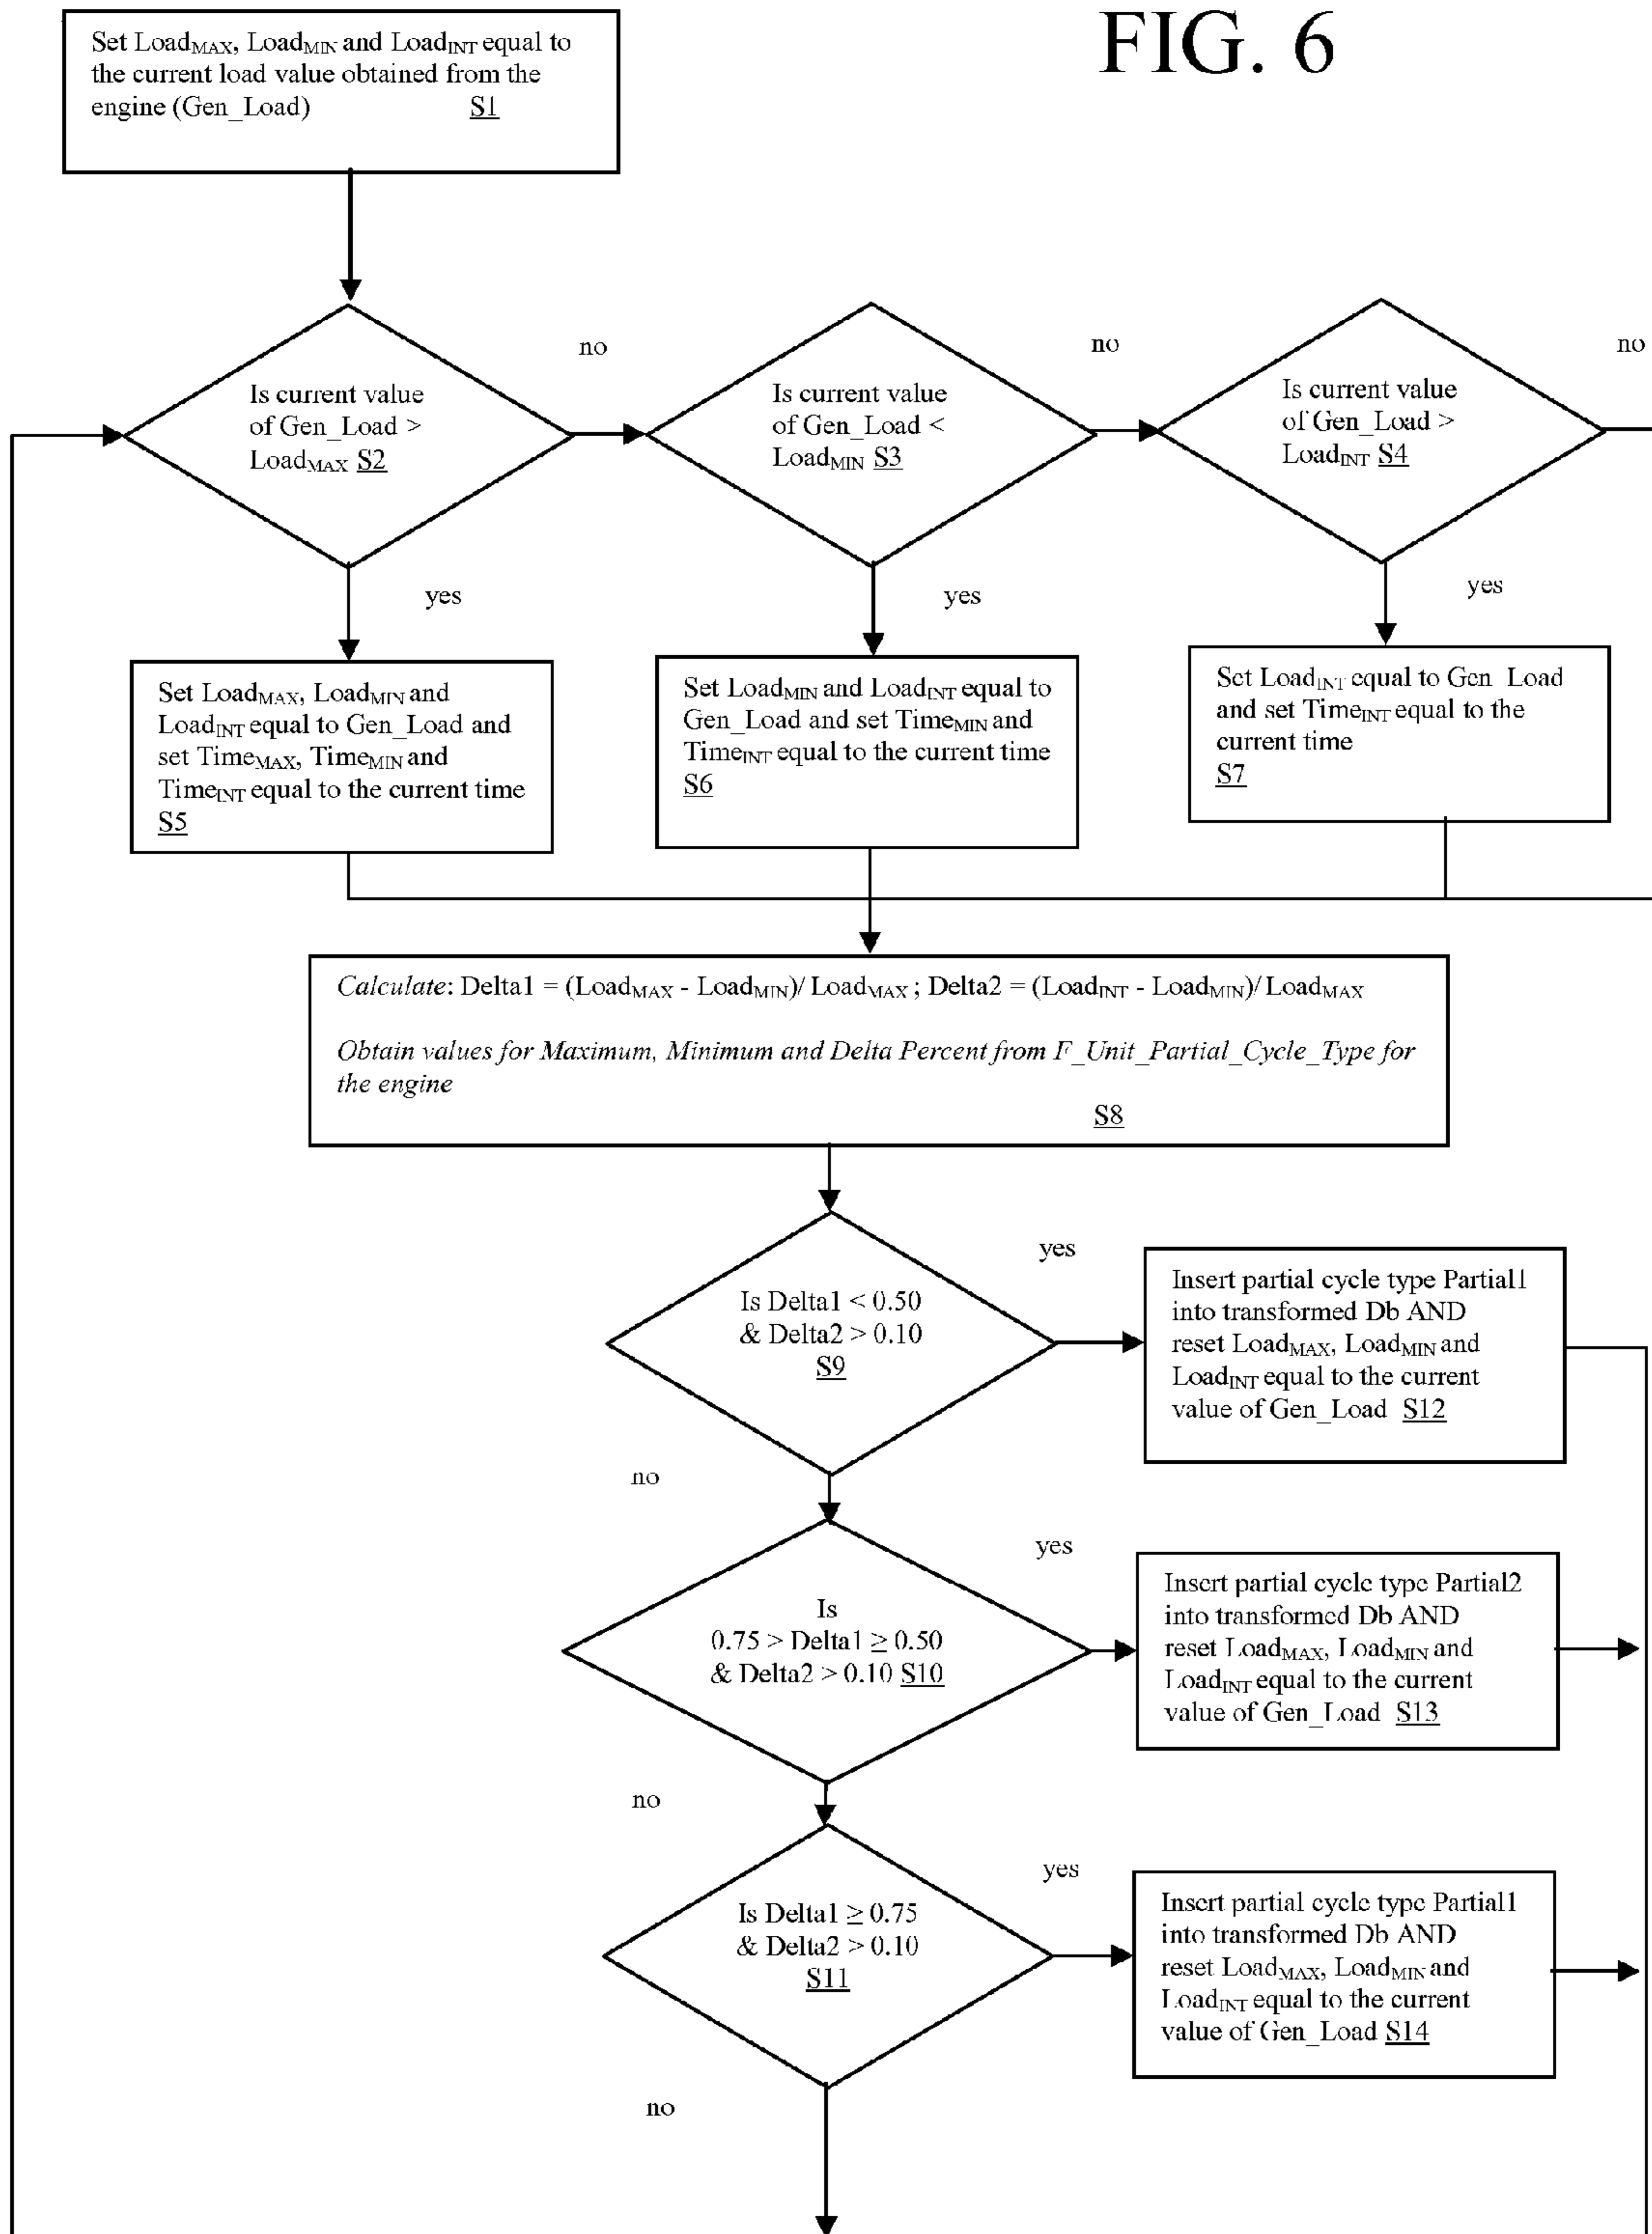 FIG. 6
Set LoadMAX, LoadMIN and LoadINT equal to
the current load value obtained from the
engine (Gen_Load) S1
no
no
no
Is current value
of Gen_Load >
LoadMAX S2
Is current value
of Gen_Load <
LoadMIN S3
Is current value
of Gen_Load >
LoadINT S4
yes
yes
yes
Set LoadMAX, LoadMIN and
LoadINT equal to Gen_Load and
set TimeMAX, TimeMIN and
TimeINT equal to the current time
S5
Set LoadMIN and LoadINT equal to
Gen_Load and set TimeMIN and
TimeINT equal to the current time
S6
Set LoadINT equal to Gen_Load
and set TimeINT equal to the
current time
S7
Calculate: Delta1 = (LoadMAX - LoadMIN)/ LoadMAX ; Delta2 = (LoadINT - LoadMIN)/ LoadMAX
Obtain values for Maximum, Minimum and Delta Percent from F_Unit_Partial_Cycle_Type for
the engine
S8
yes
Is Delta1 < 0.50
& Delta2 > 0.10
S9
Insert partial cycle type Partial1
into transformed Db AND
reset LoadMAX, LoadMIN and
LoadINT equal to the current
value of Gen_Load S12
no
yes
Is
0.75 > Delta1 ≥ 0.50
& Delta2 > 0.10 S10
Insert partial cycle type Partial2
into transformed Db AND
reset LoadMAX, LoadMIN and
LoadINT equal to the current
value of Gen_Load S13
no
yes
Is Delta1 ≥ 0.75
& Delta2 > 0.10
S11
Insert partial cycle type Partial1
into transformed Db AND
reset LoadMAX, LoadMIN and
LoadINT equal to the current
value of Gen_Load S14
no